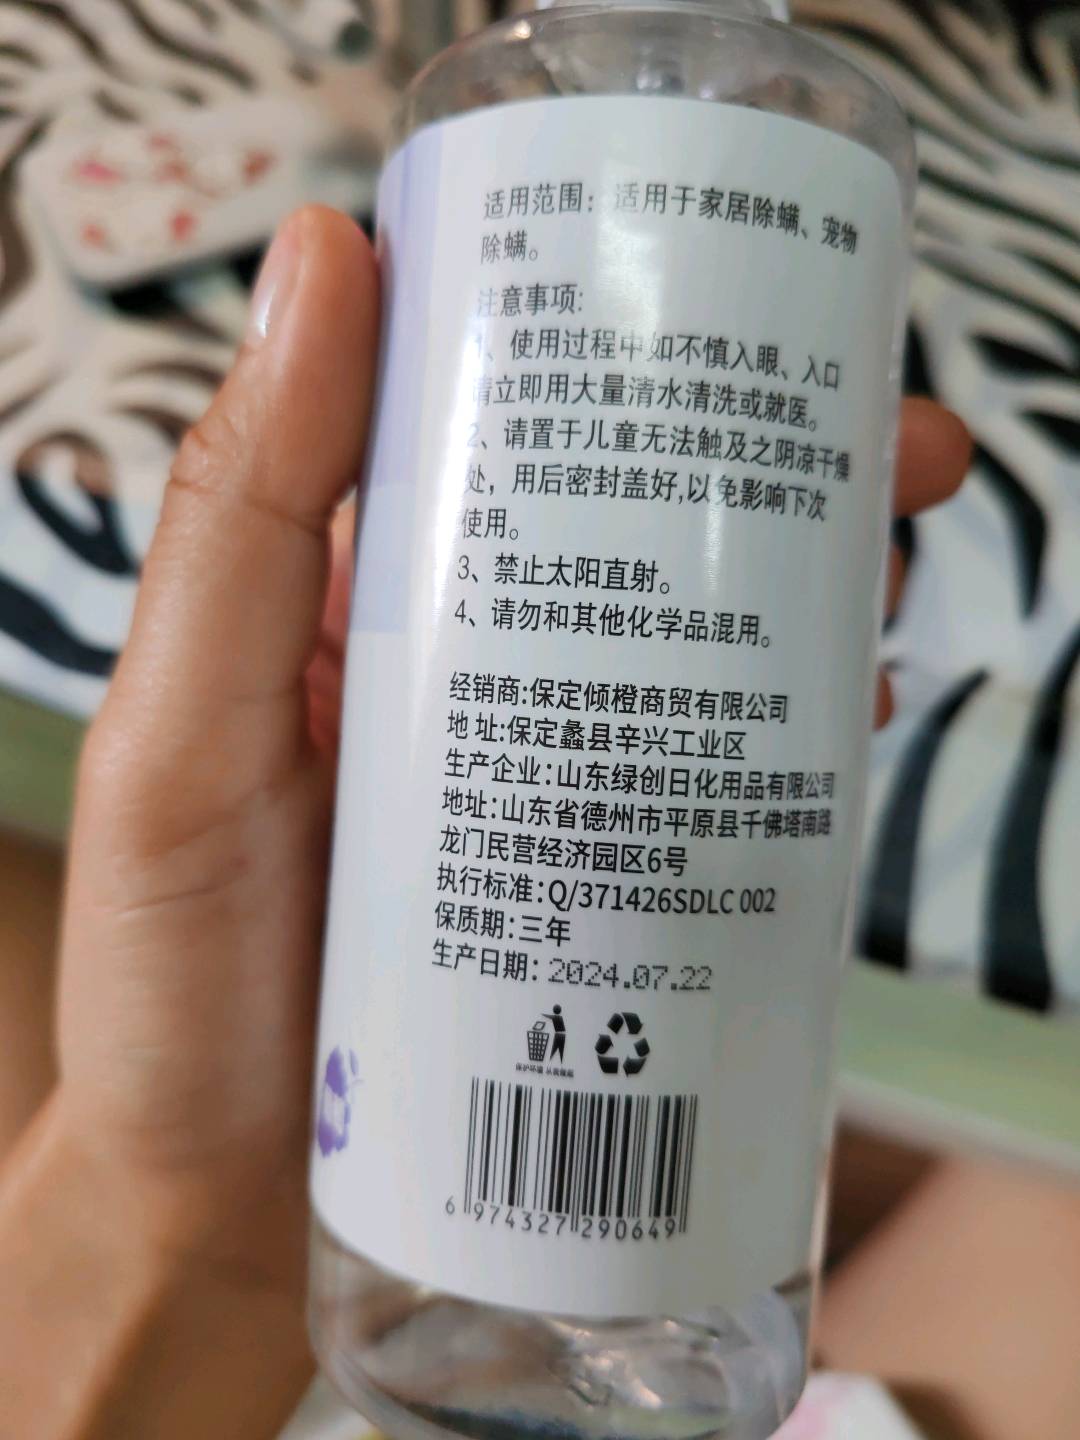 适用范围：适用于家居除螨、宠物
除螨。
注意事项:
1、使用过程中如不慎入眼、入口
请立即用大量清水清洗或就医。
2、请置于儿童无法触及之阴凉干燥
处，用后密封盖好,以免影响下次
使用。
3、禁止太阳直射。
4、请勿和其他化学品混用。
经销商:保定倾橙商贸有限公司
地 址:保定蠡县辛兴工业区
生产企业:山东绿创日化用品有限公司
地址:山东省德州市平原县千佛塔南路
龙门民营经济园区6号
执行标准:Q/371426SDLC 002
保质期:三年
生产日期: 2024.07.22
6 974327 290649